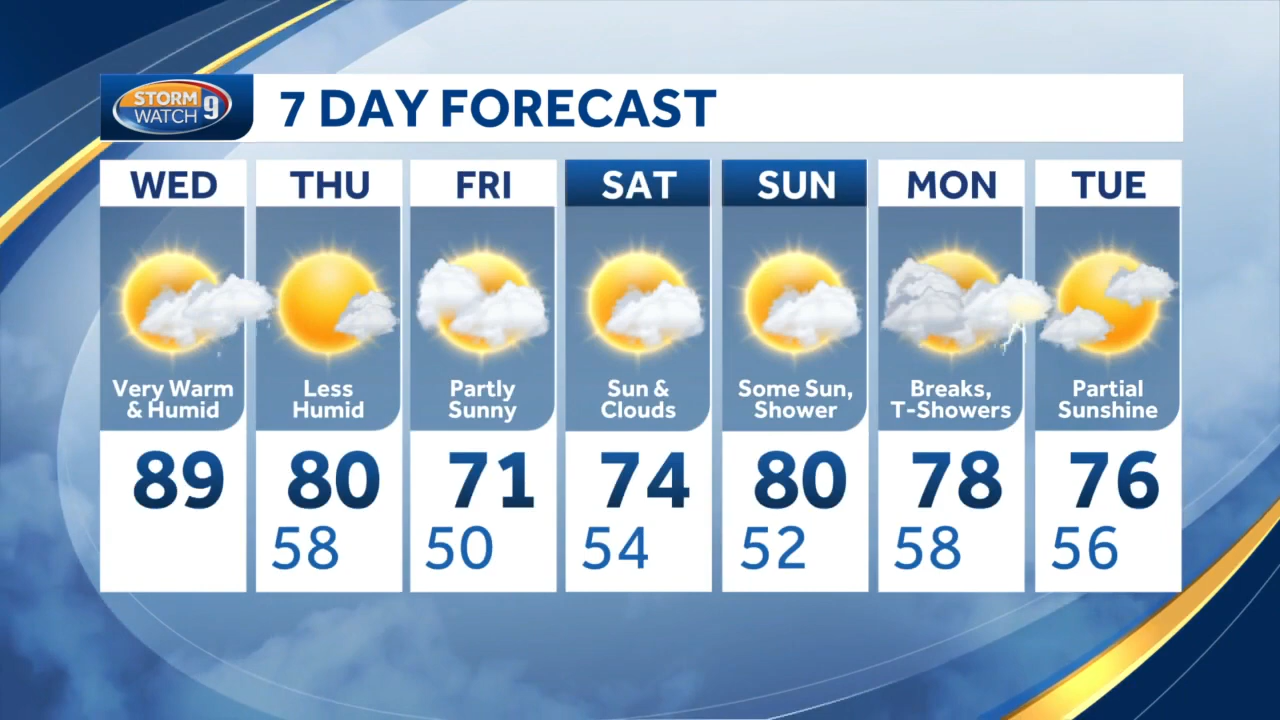 STORM
WATCH 9
7 DAY FORECAST
WED
THU
FRI
SAT
SUN
MON
TUE
Very Warm
& Humid
Less
Humid
Partly
Sunny
Sun &
Clouds
Some Sun,
Shower
Breaks,
T-Showers
Partial
Sunshine
89
80
71
74
80
78
76
58
50
54
52
58
56